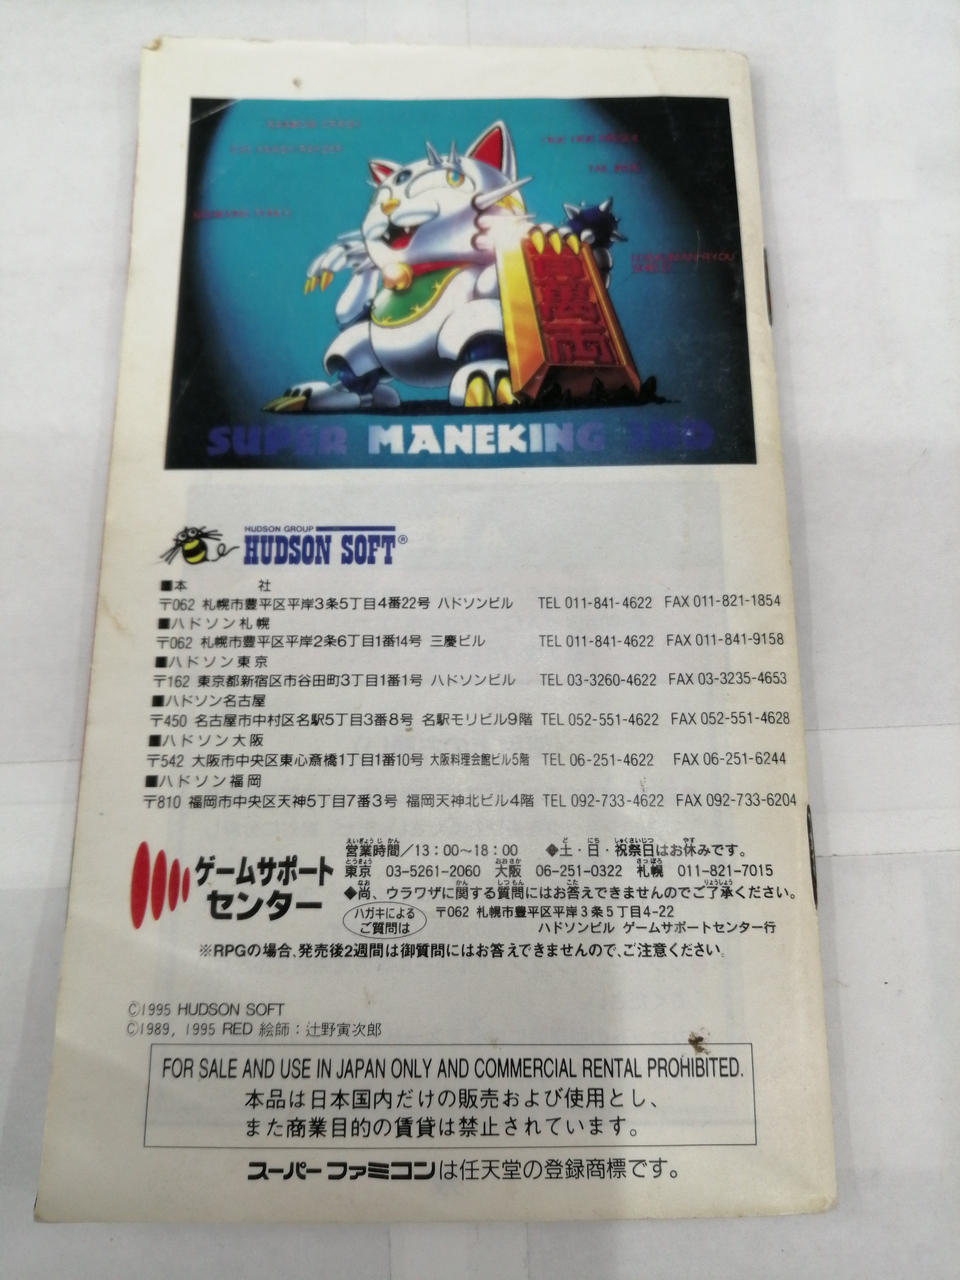 SUPER MANEKING 3RD
HUDSON GROUP
HUDSON SOFT®
■本 社
〒062 札幌市豊平区平岸3条5丁目4番22号 ハドソンビル TEL 011-841-4622 FAX 011-821-1854
■ハドソン札幌
〒062 札幌市豊平区平岸2条6丁目1番14号 三慶ビル TEL 011-841-4622 FAX 011-841-9158
■ハドソン東京
〒162 東京都新宿区市谷田町3丁目1番1号 ハドソンビル TEL 03-3260-4622 FAX 03-3235-4653
■ハドソン名古屋
〒450 名古屋市中村区名駅5丁目3番8号 名駅モリビル9階 TEL 052-551-4622 FAX 052-551-4628
■ハドソン大阪
〒542 大阪市中央区東心斎橋1丁目1番10号 大阪料理会館ビル5階 TEL 06-251-4622 FAX 06-251-6244
■ハドソン福岡
〒810 福岡市中央区天神5丁目7番3号 福岡天神北ビル4階 TEL 092-733-4622 FAX 092-733-6204
ゲームサポートセンター
営業時間/13：00〜18：00 ◆土・日・祝祭日はお休みです。
東京 03-5261-2060 大阪 06-251-0322 札幌 011-821-7015
◆尚、ウラワザに関する質問にはお答えできませんのでご了承ください。
ハガキによるご質問は 〒062 札幌市豊平区平岸3条5丁目4-22
ハドソンビル ゲームサポートセンター行
※RPGの場合、発売後2週間は御質問にはお答えできませんので、ご注意ください。
©1995 HUDSON SOFT
©1989, 1995 RED 絵師：辻野寅次郎
FOR SALE AND USE IN JAPAN ONLY AND COMMERCIAL RENTAL PROHIBITED.
本品は日本国内だけの販売および使用とし、
また商業目的の賃貸は禁止されています。
スーパーファミコンは任天堂の登録商標です。